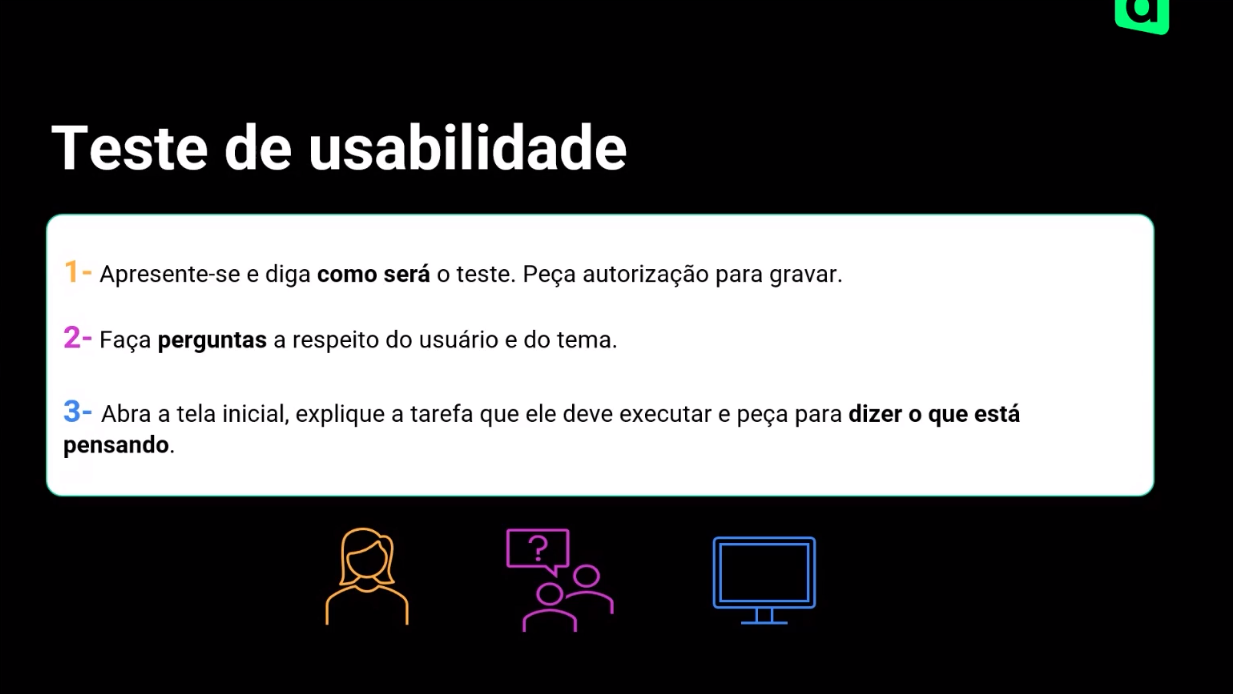 a
Teste de usabilidade
1- Apresente-se e diga como será o teste. Peça autorização para gravar.
2- Faça perguntas a respeito do usuário e do tema.
3- Abra a tela inicial, explique a tarefa que ele deve executar e peça para dizer o que está
pensando.
?